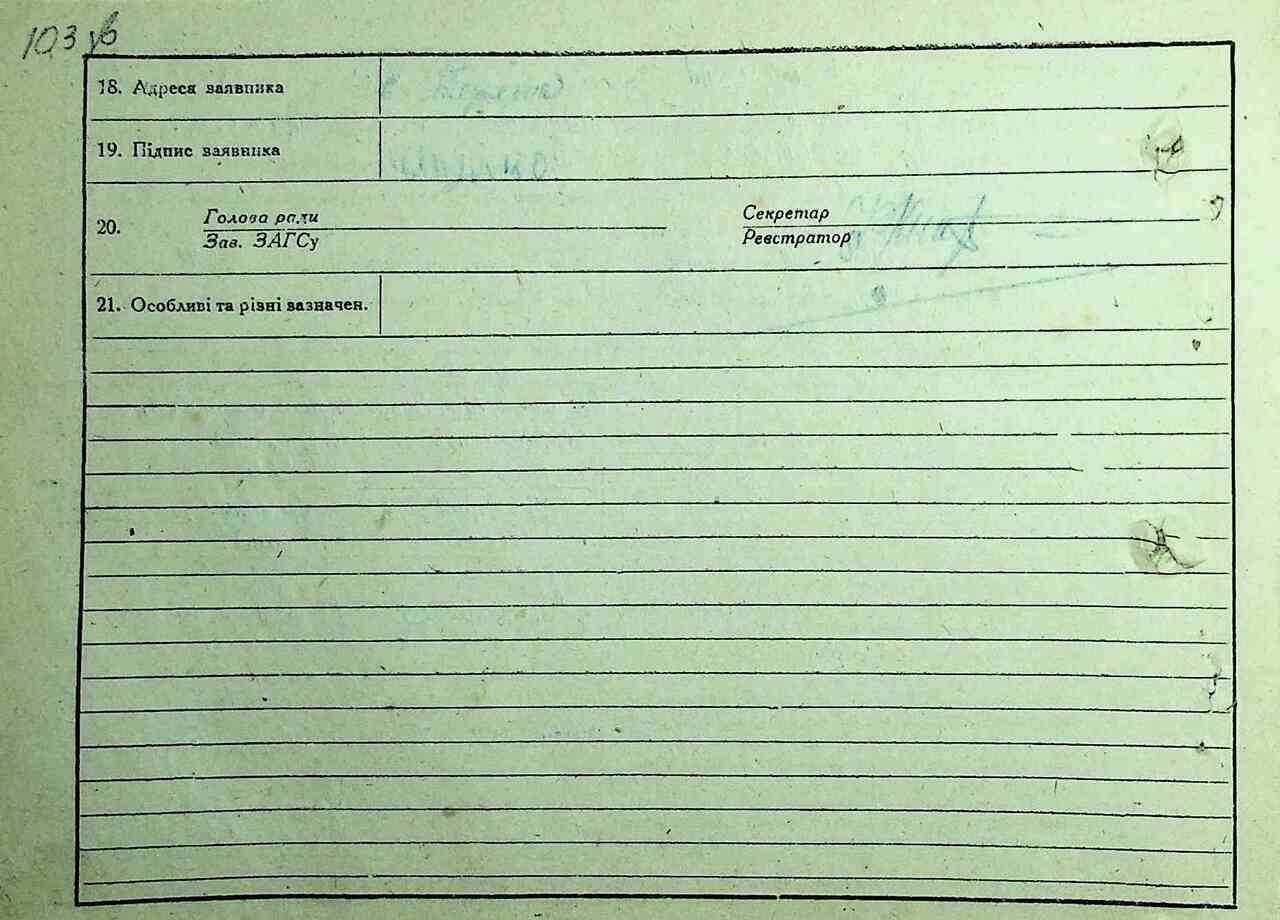 103 зв
18. Адреса заявника
19. Підпис заявника
20. Голова ради Секретар
Зав. ЗАГСу Реєстратор
21. Особливі та різні вазначен.